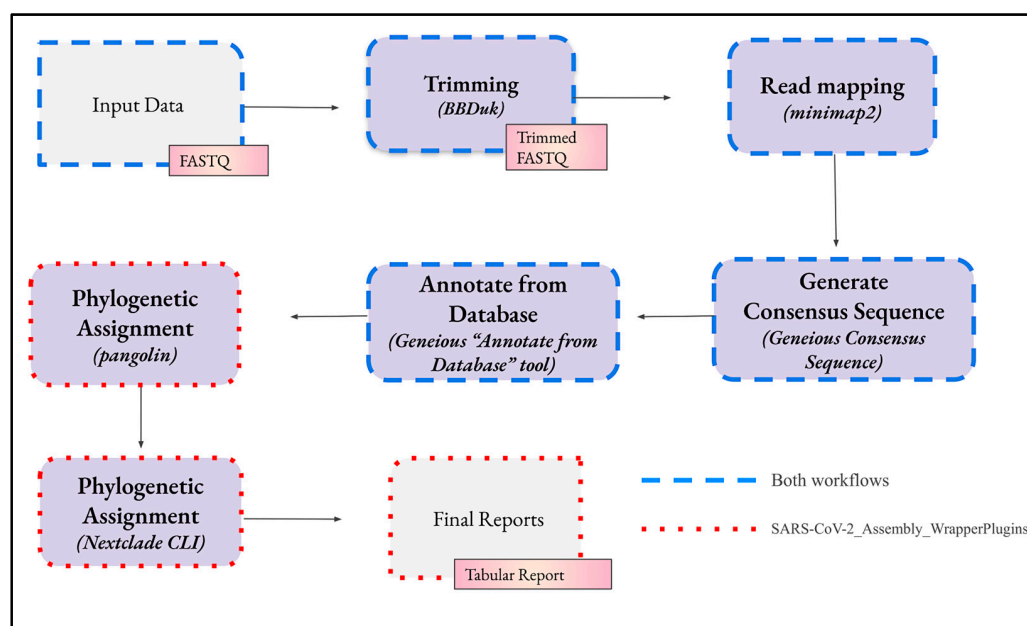 Input Data
FASTQ
Trimming
(BBDuk)
Trimmed
FASTQ
Read mapping
(minimap2)
Phylogenetic
Assignment
(pangolin)
Annotate from
Database
(Geneious “Annotate from
Database” tool)
Generate
Consensus Sequence
(Geneious Consensus
Sequence)
Phylogenetic
Assignment
(Nextclade CLI)
Final Reports
Tabular Report
Both workflows
SARS-CoV-2_Assembly_WrapperPlugins